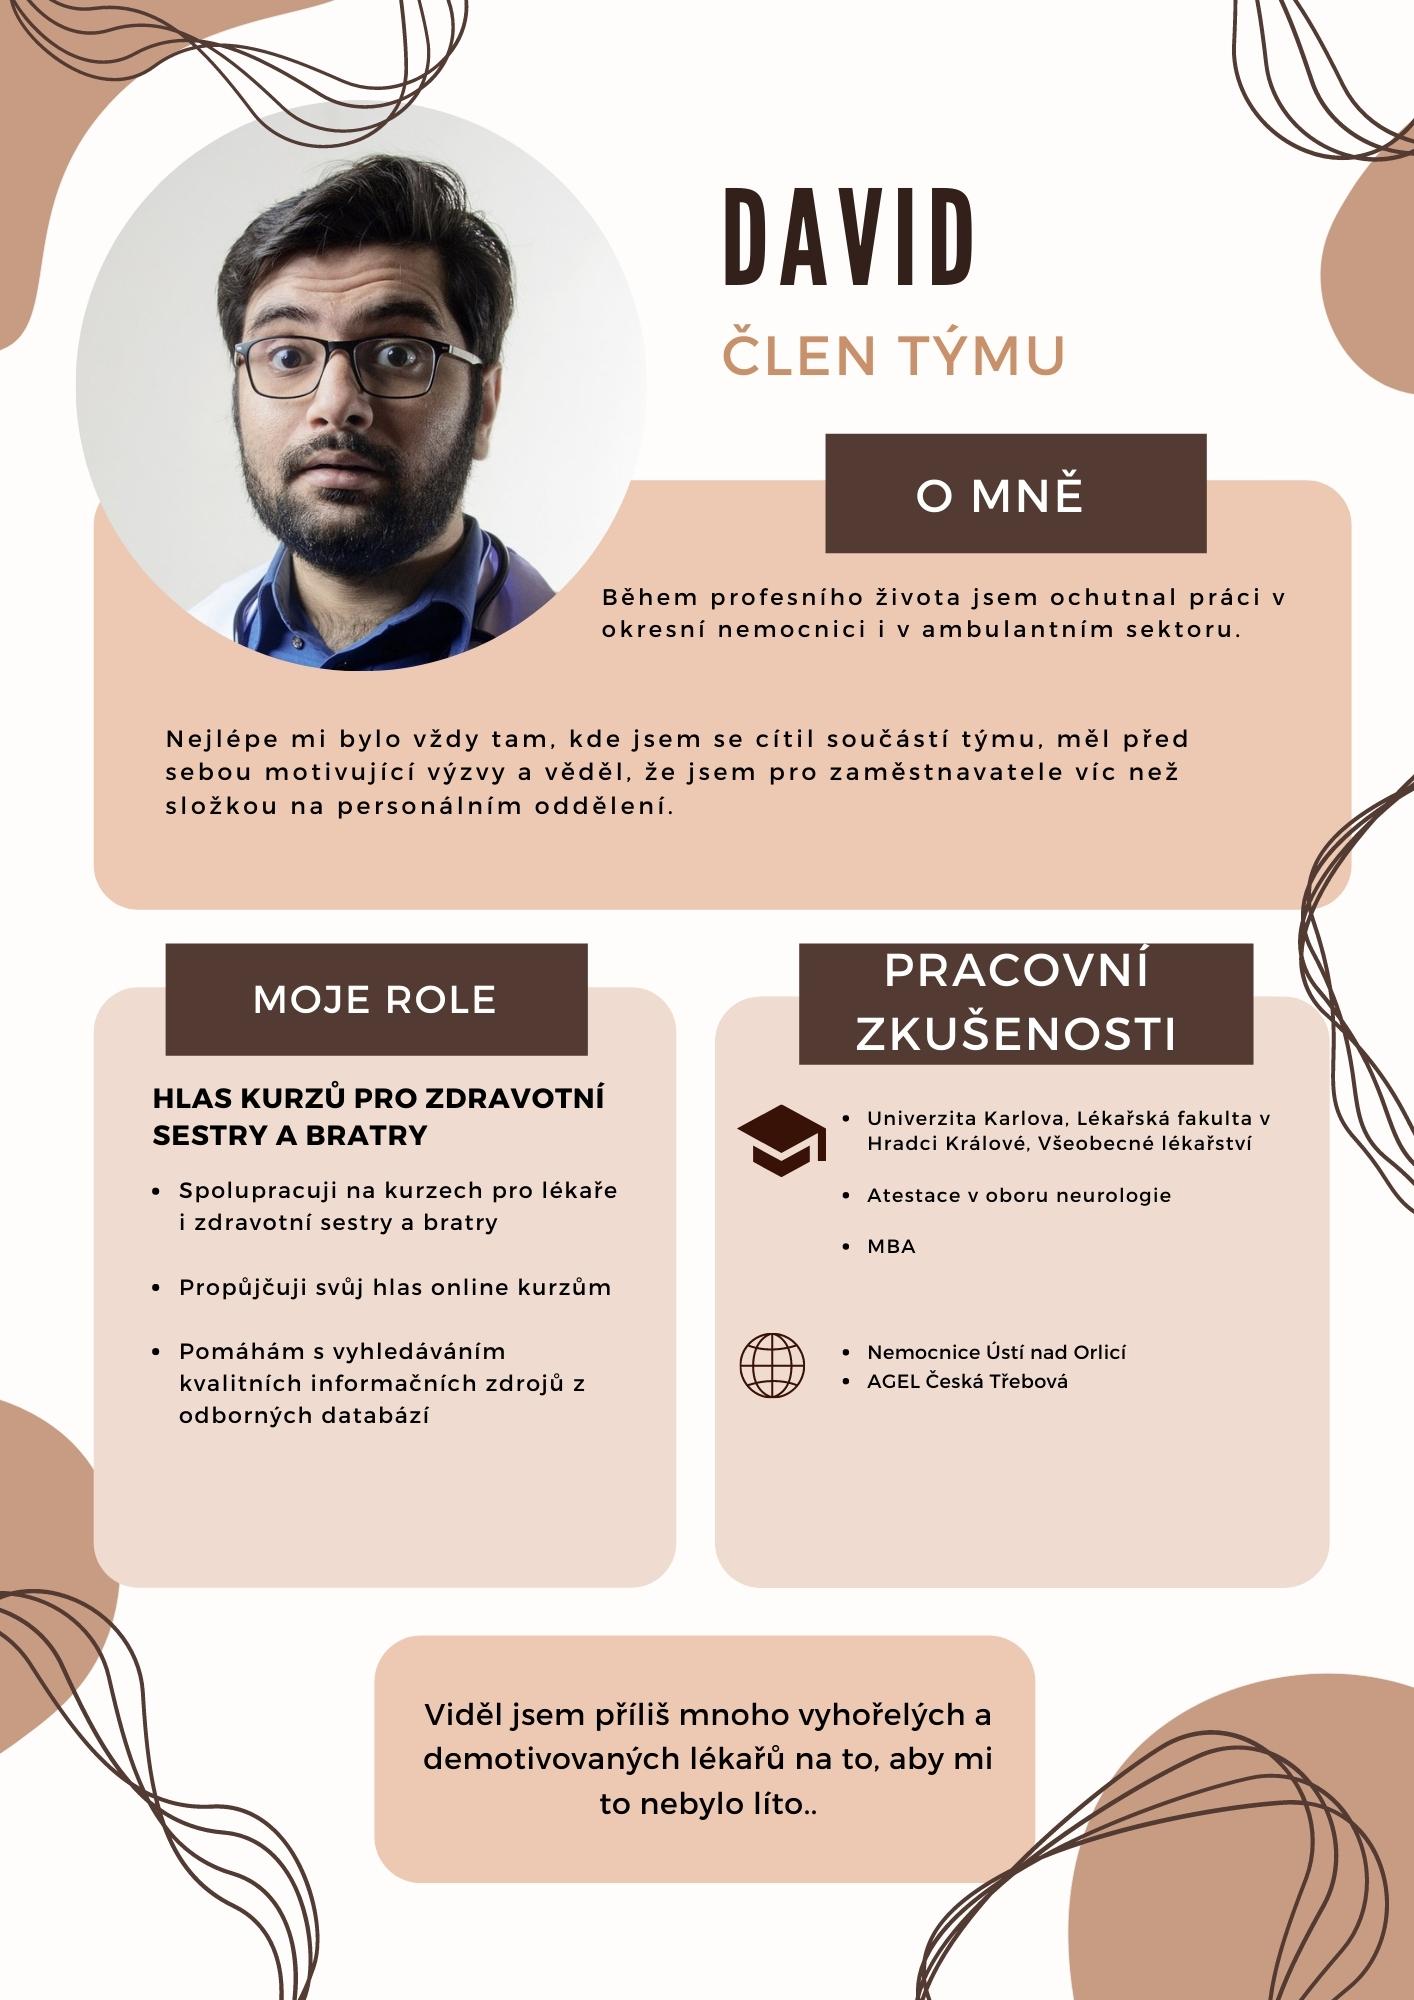 DAVID
ČLEN TÝMU
O MNĚ
Během profesního života jsem ochutnal práci v
okresní nemocnici i v ambulantním sektoru.
Nejlépe mi bylo vždy tam, kde jsem se cítil součástí týmu, měl před
sebou motivující výzvy a věděl, že jsem pro zaměstnavatele víc než
složkou na personálním oddělení.
MOJE ROLE
HLAS KURZŮ PRO ZDRAVOTNÍ
SESTRY A BRATRY
• Spolupracuji na kurzech pro lékaře
i zdravotní sestry a bratry
• Propůjčuji svůj hlas online kurzům
• Pomáhám s vyhledáváním
kvalitních informačních zdrojů z
odborných databází
PRACOVNÍ
ZKUŠENOSTI
• Univerzita Karlova, Lékařská fakulta v
Hradci Králové, Všeobecné lékařství
• Atestace v oboru neurologie
• MBA
• Nemocnice Ústí nad Orlicí
• AGEL Česká Třebová
Viděl jsem příliš mnoho vyhořelých a
demotivovaných lékařů na to, aby mi
to nebylo líto..